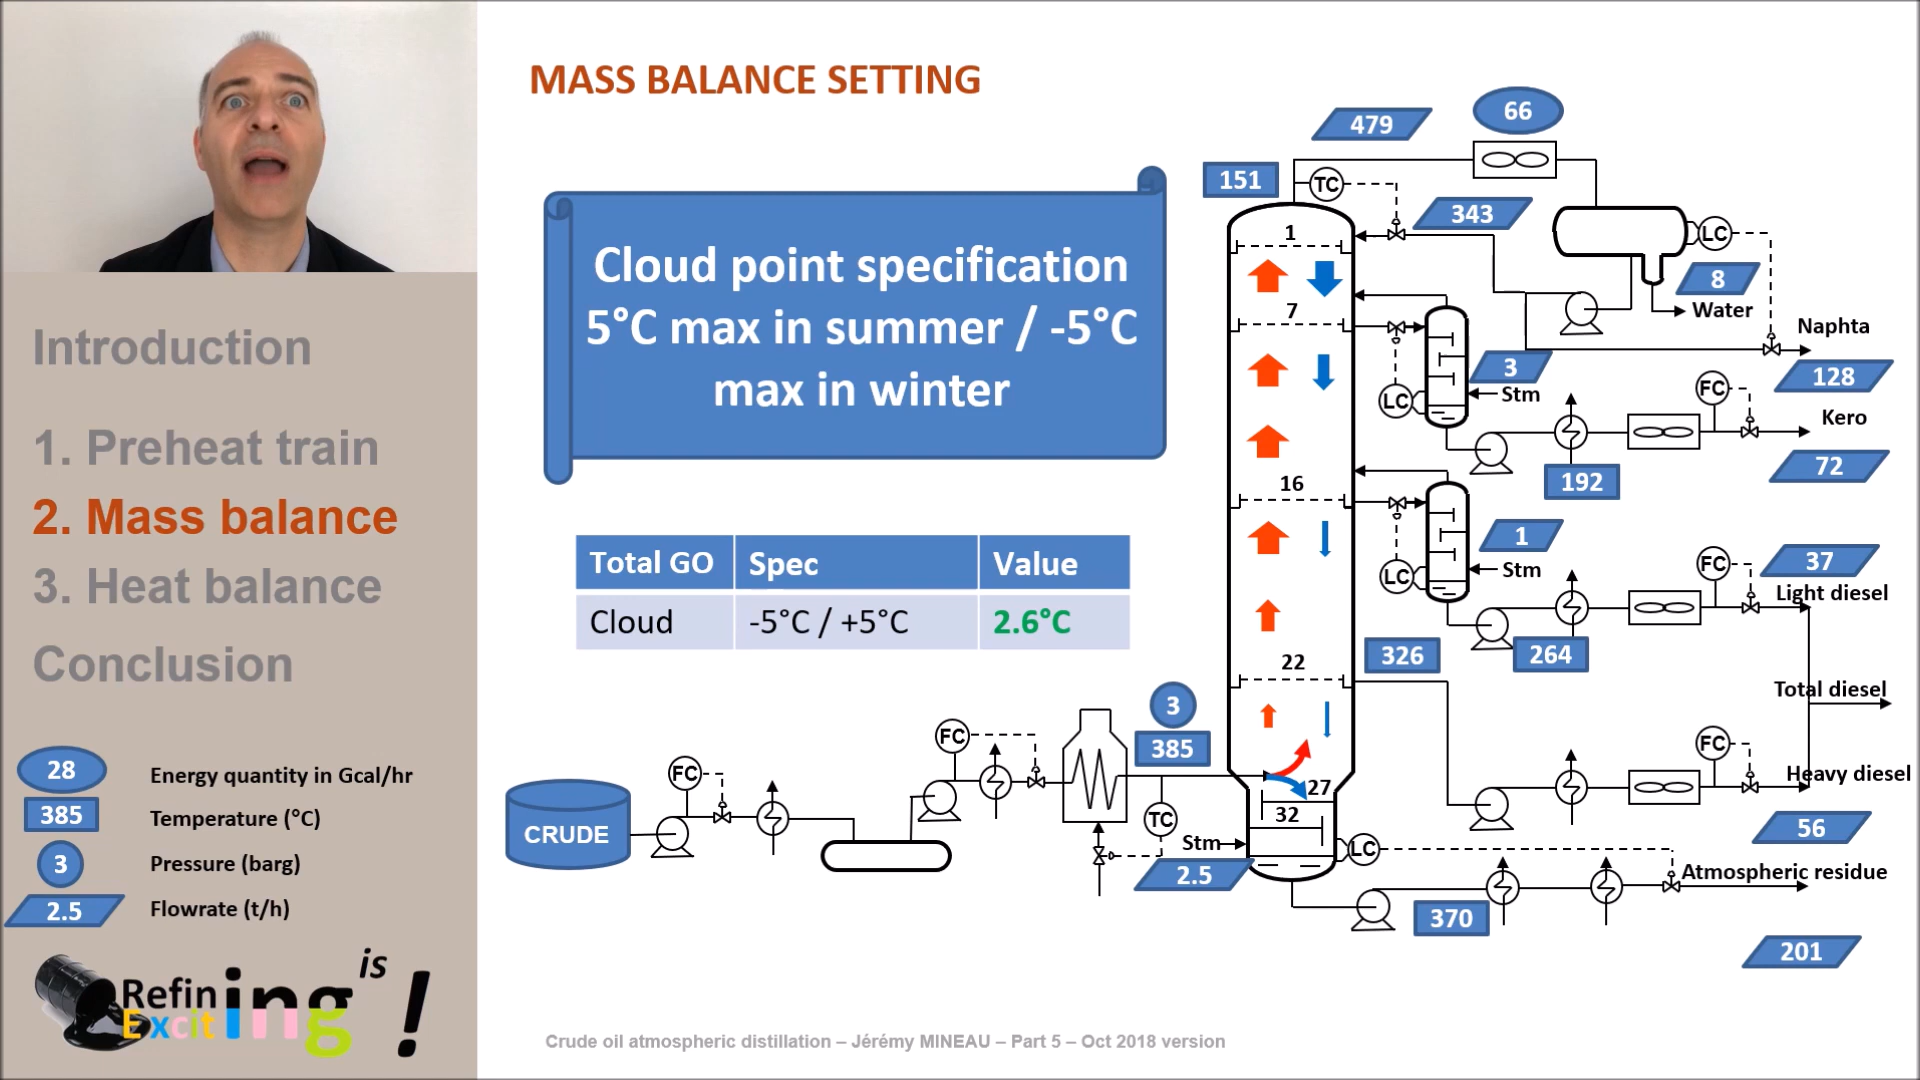 MASS BALANCE SETTING
Cloud point specification
5°C max in summer / -5°C
max in winter
Total GO Spec Value
Cloud -5°C / +5°C 2.6°C
Introduction
1. Preheat train
2. Mass balance
3. Heat balance
Conclusion
28 Energy quantity in Gcal/hr
385 Temperature (°C)
3 Pressure (barg)
2.5 Flowrate (t/h)
Refining is
Exciting !
479
66
151
TC
343
LC
1
8
Water
7
Naphta
128
3
Stm
LC
FC
Kero
72
192
16
1
Stm
LC
FC
37
Light diesel
264
326
22
Total diesel
3
385
FC
Heavy diesel
56
CRUDE
FC
FC
TC
27
32
Stm
2.5
LC
Atmospheric residue
370
201
Crude oil atmospheric distillation – Jérémy MINEAU – Part 5 – Oct 2018 version